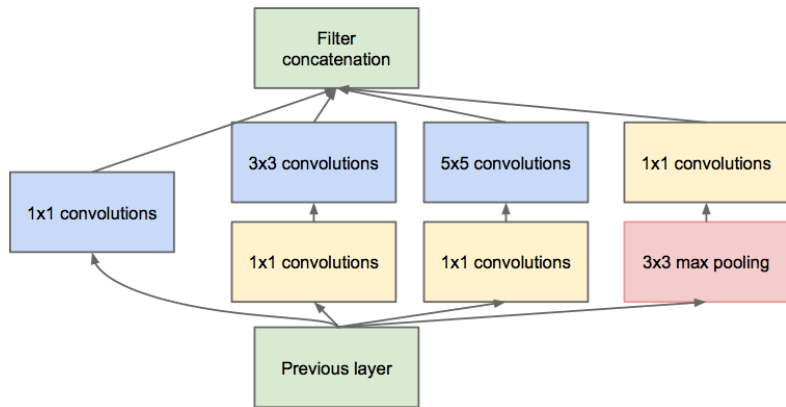 Filter
concatenation
3x3 convolutions
5x5 convolutions
1x1 convolutions
1x1 convolutions
1x1 convolutions
1x1 convolutions
3x3 max pooling
Previous layer